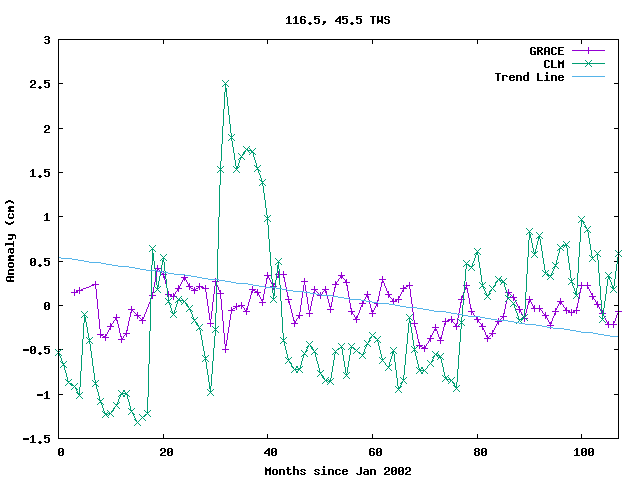 116.5, 45.5 TWS
GRACE
CLM
Trend Line
3
2.5
2
1.5
1
0.5
0
-0.5
-1
-1.5
Anomaly (cm)
0 20 40 60 80 100
Months since Jan 2002